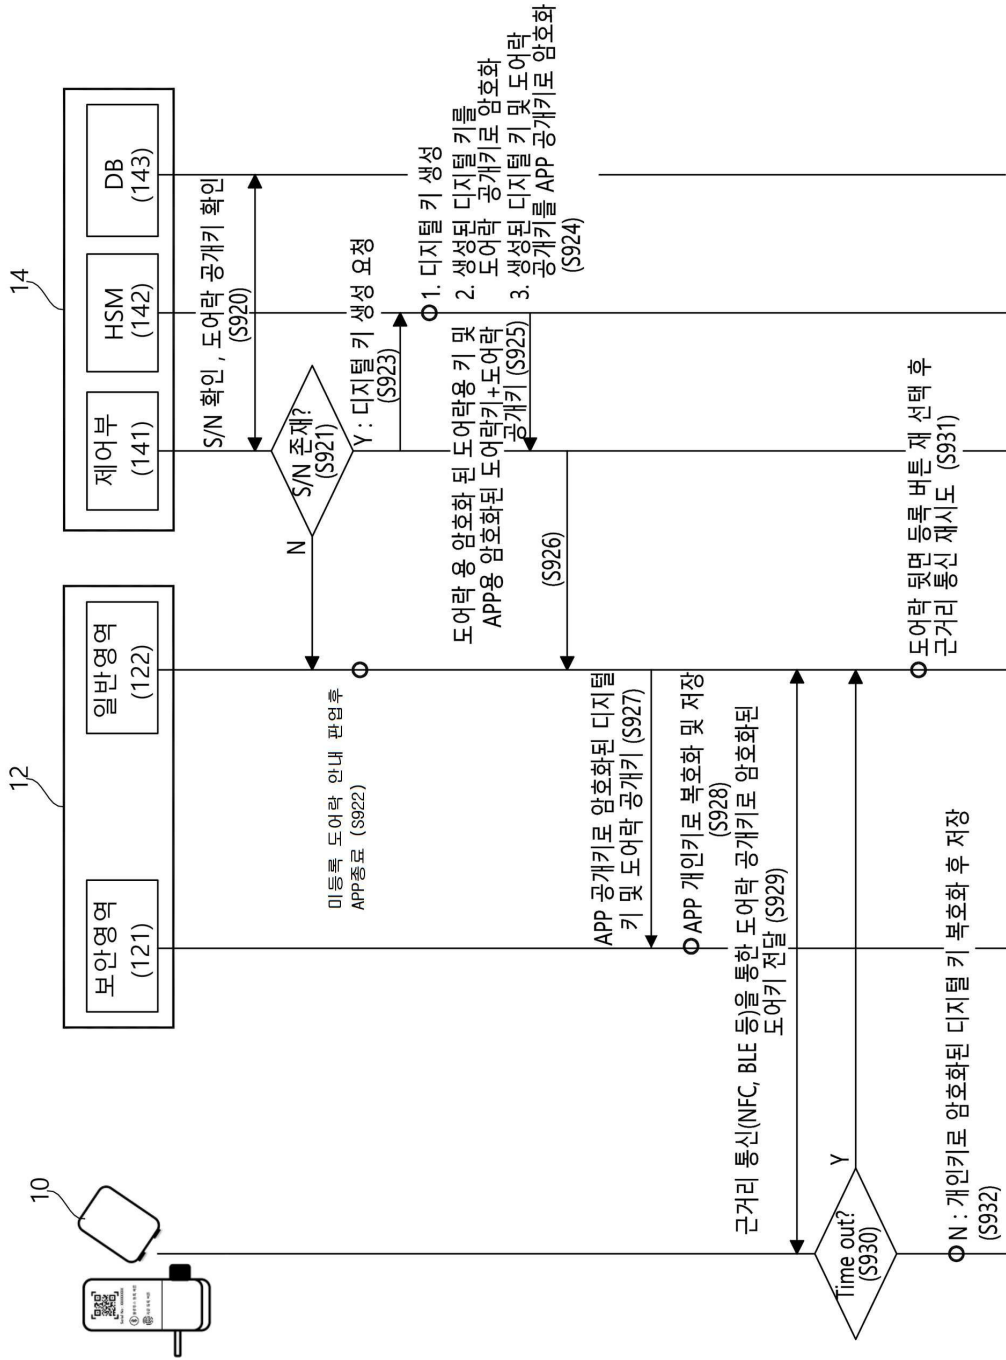 10
12
14
보안영역
(121)
일반영역
(122)
제어부
(141)
HSM
(142)
DB
(143)
S/N 확인 , 도어락 공개키 확인
(S920)
S/N 존재?
(S921)
N
미등록 도어락 안내 판업후
APP종료 (S922)
Y : 디지털 키 생성 요청
(S923)
1. 디지털 키 생성
2. 생성된 디지털 키를
도어락 공개키로 암호화
3. 생성된 디지털 키 및 도어락
공개키를 APP 공개키로 암호화
(S924)
도어락 용 암호화 된 도어락용 키 및
APP용 암호화된 도어락키+도어락
공개키 (S925)
(S926)
APP 공개키로 암호화된 디지털
키 및 도어락 공개키 (S927)
APP 개인키로 복호화 및 저장
(S928)
근거리 통신(NFC, BLE 등)을 통한 도어락 공개키로 암호화된
도어키 전달 (S929)
Time out?
(S930)
Y
도어락 뒷면 등록 버튼 재 선택 후
근거리 통신 재시도 (S931)
N : 개인키로 암호화된 디지털 키 복호화 후 저장
(S932)